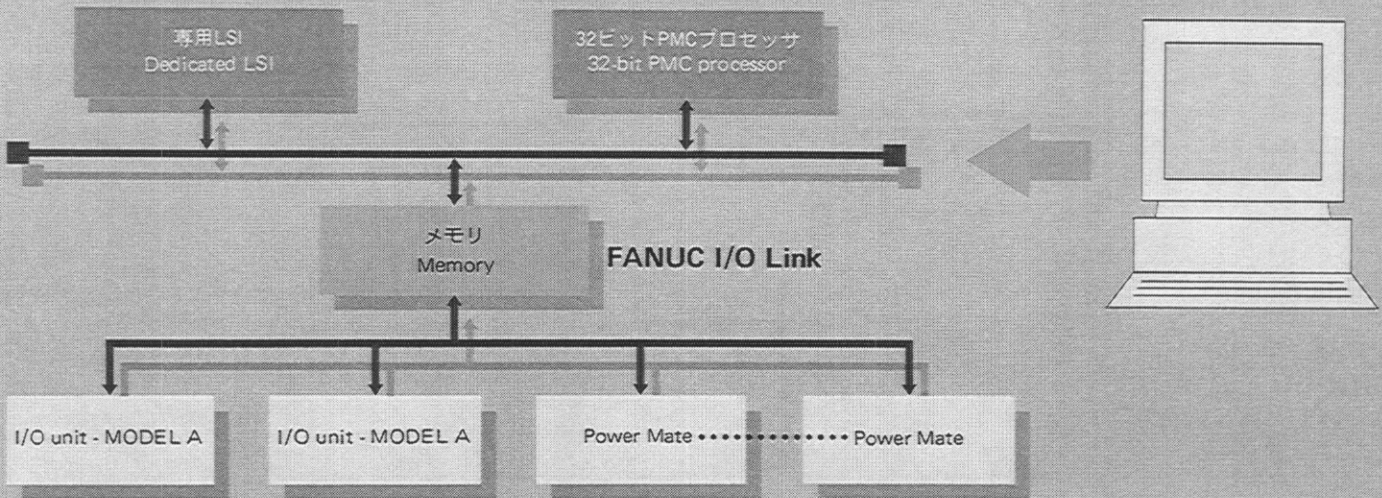 専用LSI
Dedicated LSI
32ビットPMCプロセッサ
32-bit PMC processor
メモリ
Memory
FANUC I/O Link
I/O unit - MODEL A
I/O unit - MODEL A
Power Mate
Power Mate